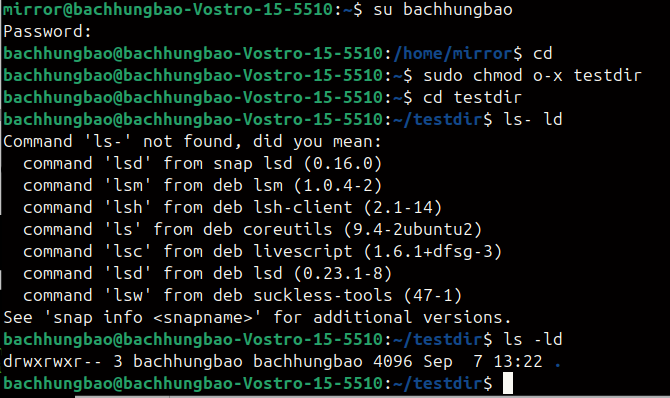 mirror@bachhungbao-Vostro-15-5510:~$ su bachhungbao
Password:
bachhungbao@bachhungbao-Vostro-15-5510:/home/mirror$ cd
bachhungbao@bachhungbao-Vostro-15-5510:~$ sudo chmod o-x testdir
bachhungbao@bachhungbao-Vostro-15-5510:~$ cd testdir
bachhungbao@bachhungbao-Vostro-15-5510:~/testdir$ ls- ld
Command 'ls-' not found, did you mean:
  command 'lsd' from snap lsd (0.16.0)
  command 'lsm' from deb lsm (1.0.4-2)
  command 'lsh' from deb lsh-client (2.1-14)
  command 'ls' from deb coreutils (9.4-2ubuntu2)
  command 'lsc' from deb livescript (1.6.1+dfsg-3)
  command 'lsd' from deb lsd (0.23.1-8)
  command 'lsw' from deb suckless-tools (47-1)
See 'snap info <snapname>' for additional versions.
bachhungbao@bachhungbao-Vostro-15-5510:~/testdir$ ls -ld
drwxrwxr-- 3 bachhungbao bachhungbao 4096 Sep  7 13:22 .
bachhungbao@bachhungbao-Vostro-15-5510:~/testdir$